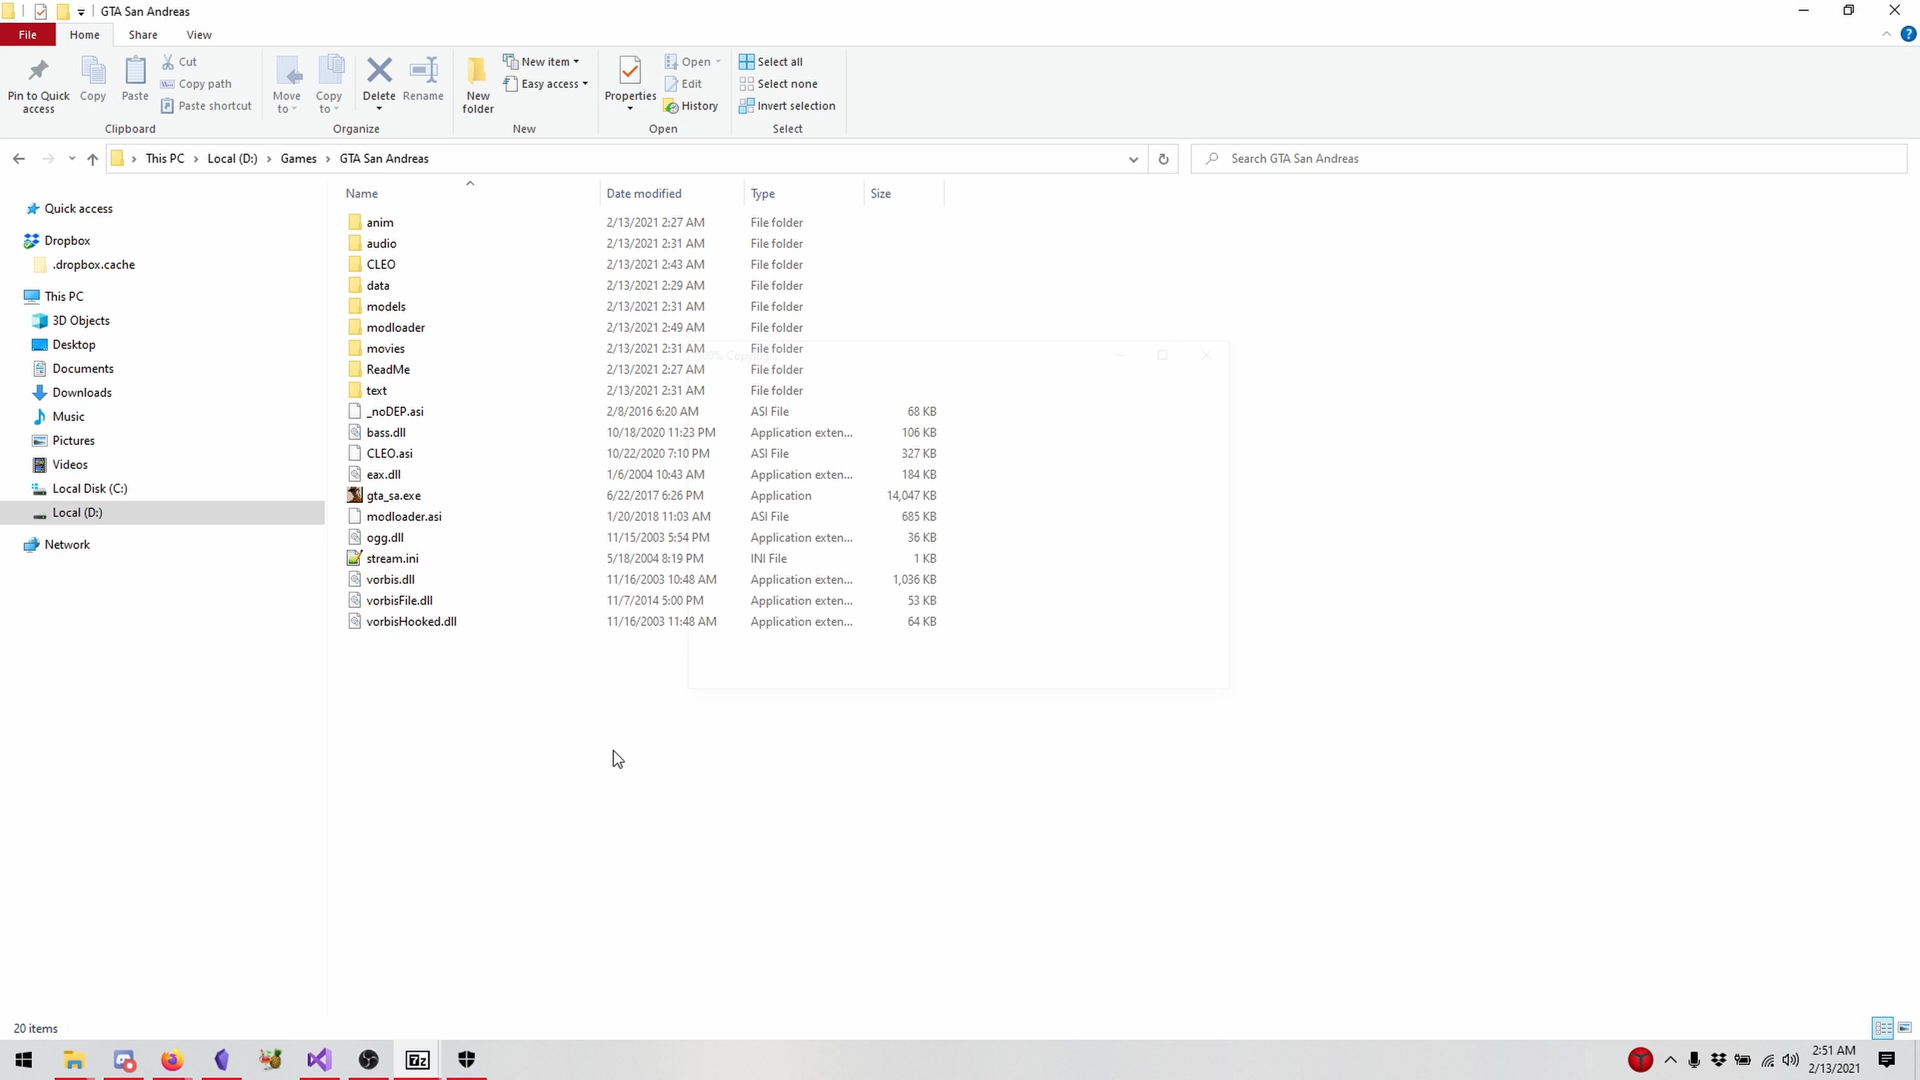 GTA San Andreas
File Home Share View
Pin to Quick access
Copy
Paste
Cut
Copy path
Paste shortcut
Clipboard
Move to
Copy to
Delete
Rename
Organize
New folder
New item
Easy access
New
Properties
Open
Edit
History
Open
Select all
Select none
Invert selection
Select
This PC › Local (D:) › Games › GTA San Andreas
Search GTA San Andreas
Quick access
Dropbox
.dropbox.cache
This PC
3D Objects
Desktop
Documents
Downloads
Music
Pictures
Videos
Local Disk (C:)
Local (D:)
Network
Name Date modified Type Size
anim 2/13/2021 2:27 AM File folder
audio 2/13/2021 2:31 AM File folder
CLEO 2/13/2021 2:43 AM File folder
data 2/13/2021 2:29 AM File folder
models 2/13/2021 2:31 AM File folder
modloader 2/13/2021 2:49 AM File folder
movies 2/13/2021 2:31 AM File folder
ReadMe 2/13/2021 2:27 AM File folder
text 2/13/2021 2:31 AM File folder
_noDEP.asi 2/8/2016 6:20 AM ASI File 68 KB
bass.dll 10/18/2020 11:23 PM Application exten... 106 KB
CLEO.asi 10/22/2020 7:10 PM ASI File 327 KB
eax.dll 1/6/2004 10:43 AM Application exten... 184 KB
gta_sa.exe 6/22/2017 6:26 PM Application 14,047 KB
modloader.asi 1/20/2018 11:03 AM ASI File 685 KB
ogg.dll 11/15/2003 5:54 PM Application exten... 36 KB
stream.ini 5/18/2004 8:19 PM INI File 1 KB
vorbis.dll 11/16/2003 10:48 AM Application exten... 1,036 KB
vorbisFile.dll 11/7/2014 5:00 PM Application exten... 53 KB
vorbisHooked.dll 11/16/2003 11:48 AM Application exten... 64 KB
20 items
7z
2:51 AM
2/13/2021